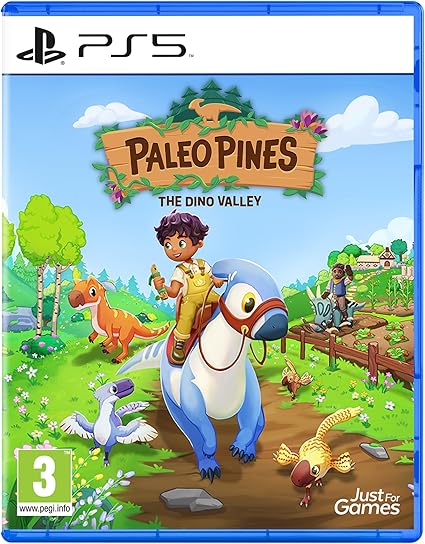 PS5
PALEO PINES
THE DINO VALLEY
3
www.pegi.info
Just For
Games